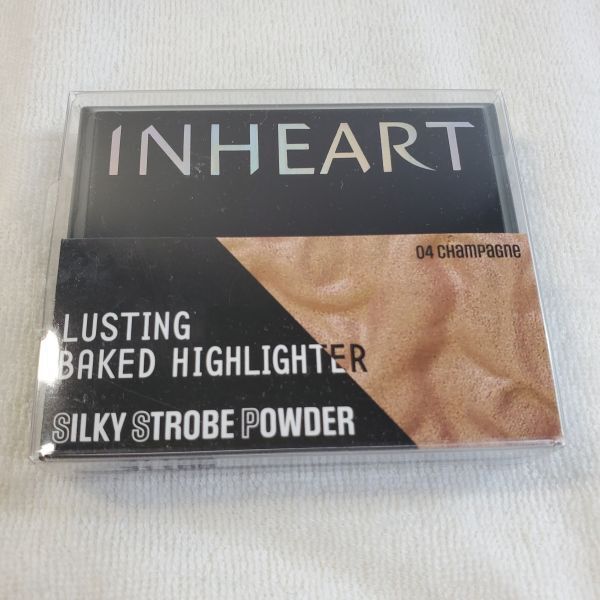 INHEART
04 CHAMPAGNE
LUSTING
BAKED HIGHLIGHTER
SILKY STROBE POWDER